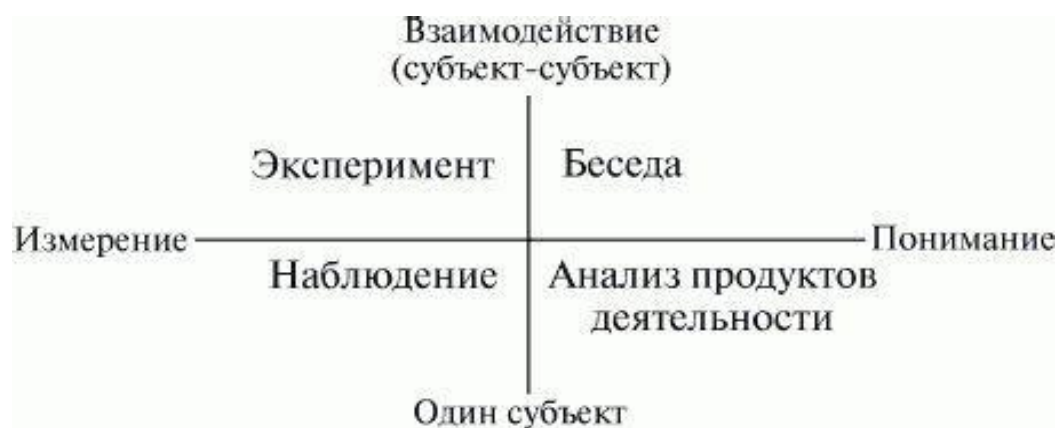 Взаимодействие
(субъект-субъект)
Эксперимент Беседа
Измерение Понимание
Наблюдение Анализ продуктов
деятельности
Один субъект